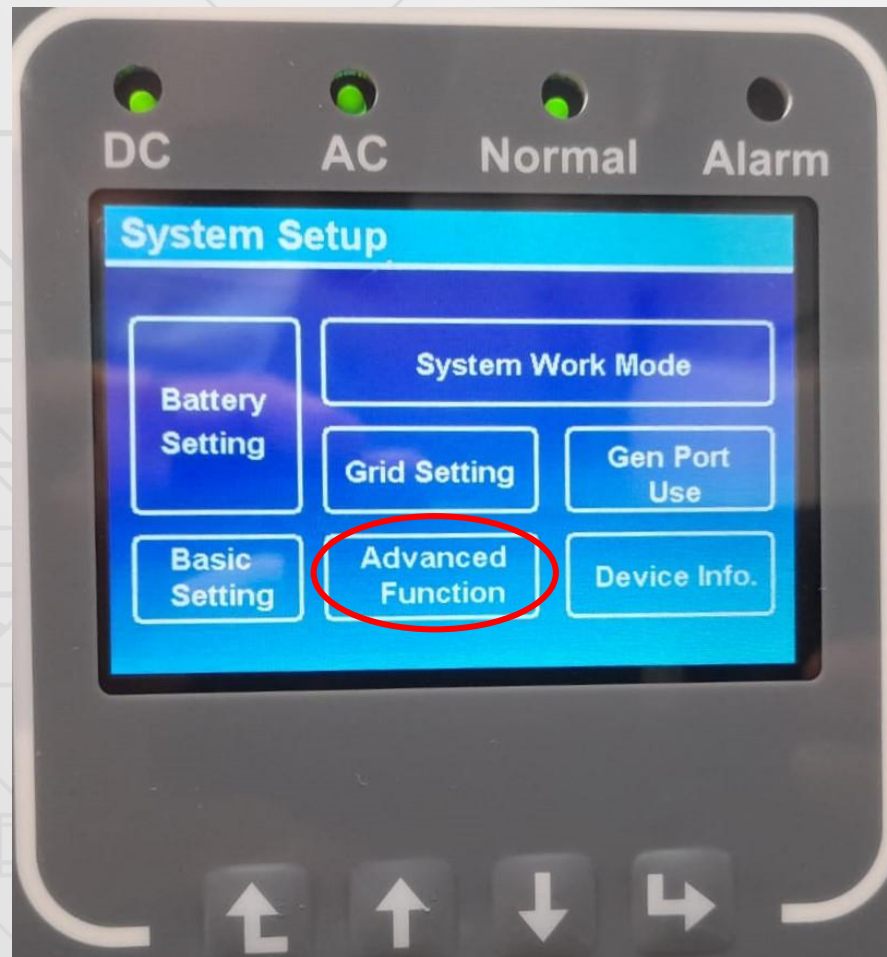 DC
AC
Normal
Alarm
System Setup
Battery
Setting
System Work Mode
Grid Setting
Gen Port
Use
Basic
Setting
Advanced
Function
Device Info.